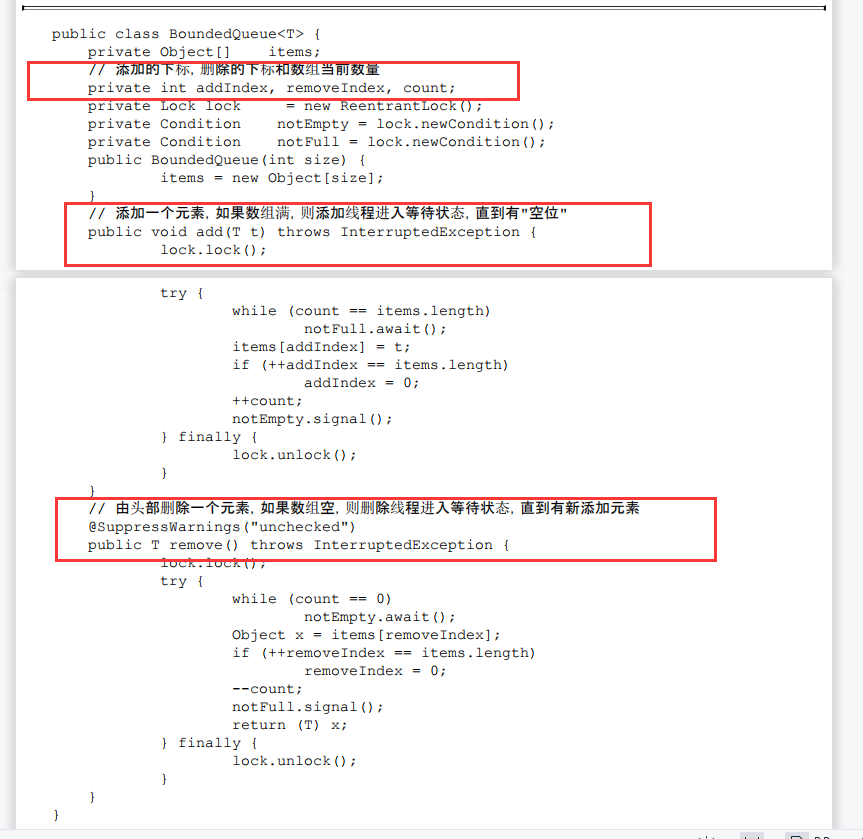 public class BoundedQueue<T> {
private Object[] items;
// 添加的下标, 删除的下标和数组当前数量
private int addIndex, removeIndex, count;
private Lock lock = new ReentrantLock();
private Condition notEmpty = lock.newCondition();
private Condition notFull = lock.newCondition();
public BoundedQueue(int size) {
items = new Object[size];
}
// 添加一个元素, 如果数组满, 则添加线程进入等待状态, 直到有"空位"
public void add(T t) throws InterruptedException {
lock.lock();
try {
while (count == items.length)
notFull.await();
items[addIndex] = t;
if (++addIndex == items.length)
addIndex = 0;
++count;
notEmpty.signal();
} finally {
lock.unlock();
}
}
// 由头部删除一个元素, 如果数组空, 则删除线程进入等待状态, 直到有新添加元素
@SuppressWarnings("unchecked")
public T remove() throws InterruptedException {
lock.lock();
try {
while (count == 0)
notEmpty.await();
Object x = items[removeIndex];
if (++removeIndex == items.length)
removeIndex = 0;
--count;
notFull.signal();
return (T) x;
} finally {
lock.unlock();
}
}
}